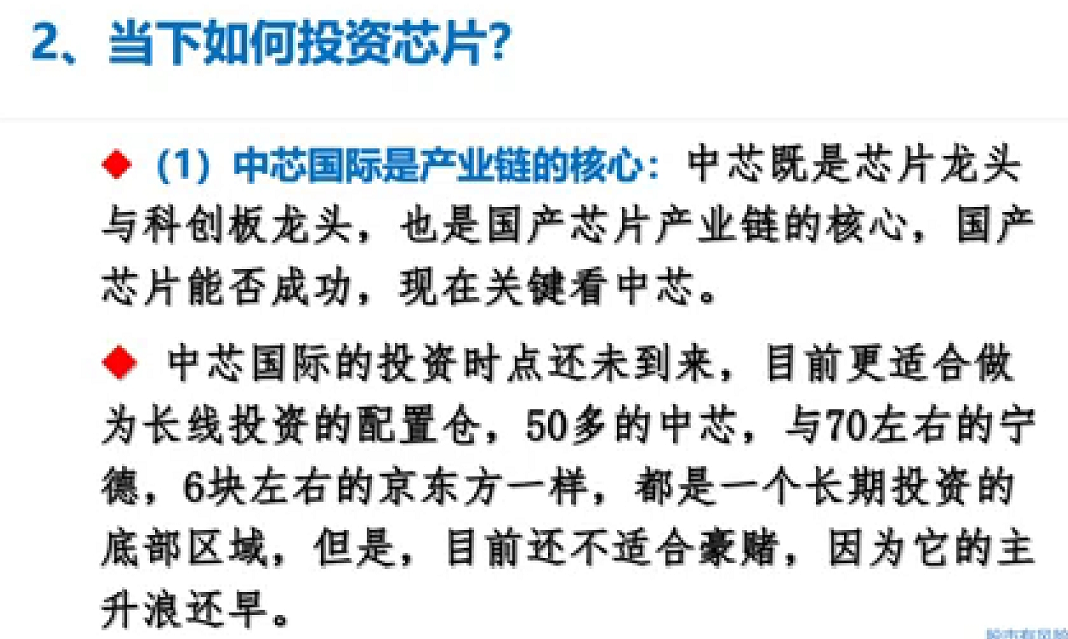 2、当下如何投资芯片?
◆（1）中芯国际是产业链的核心：中芯既是芯片龙头
与科创板龙头，也是国产芯片产业链的核心，国产
芯片能否成功，现在关键看中芯。
◆ 中芯国际的投资时点还未到来，目前更适合做
为长线投资的配置仓，50多的中芯，与70左右的宁
德，6块左右的京东方一样，都是一个长期投资的
底部区域，但是，目前还不适合豪赌，因为它的主
升浪还早。
股市有风险